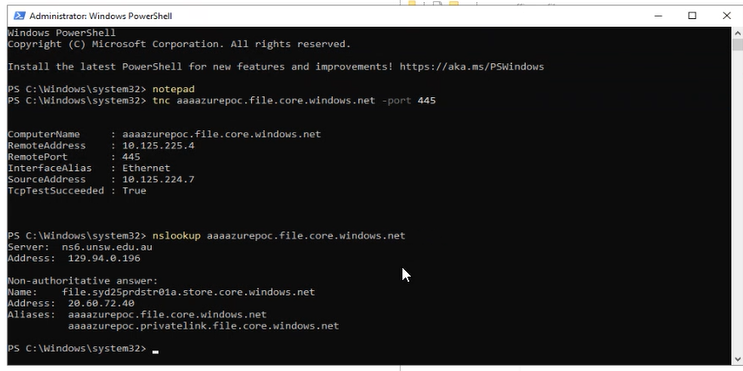 Administrator: Windows PowerShell
Windows PowerShell
Copyright (C) Microsoft Corporation. All rights reserved.
Install the latest PowerShell for new features and improvements! https://aka.ms/PSWindows
PS C:\Windows\system32> notepad
PS C:\Windows\system32> tnc aaaazurepoc.file.core.windows.net -port 445
ComputerName     : aaaazurepoc.file.core.windows.net
RemoteAddress    : 10.125.225.4
RemotePort       : 445
InterfaceAlias   : Ethernet
SourceAddress    : 10.125.224.7
TcpTestSucceeded : True
PS C:\Windows\system32> nslookup aaaazurepoc.file.core.windows.net
Server:  ns6.unsw.edu.au
Address:  129.94.0.196
Non-authoritative answer:
Name:    file.syd25prdstr01a.store.core.windows.net
Address:  20.60.72.40
Aliases:  aaaazurepoc.file.core.windows.net
          aaaazurepoc.privatelink.file.core.windows.net
PS C:\Windows\system32>